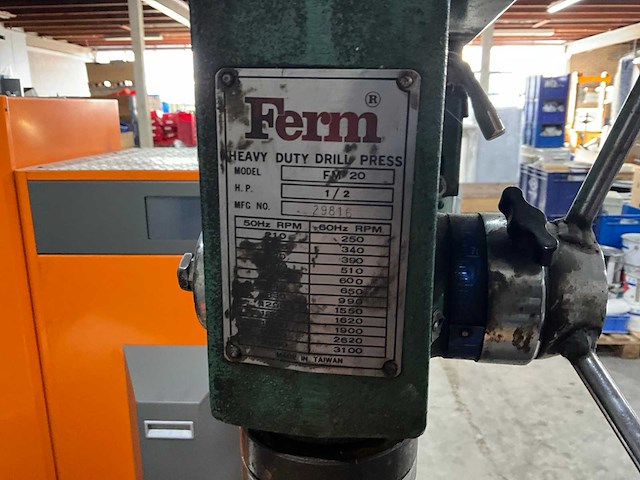 Ferm®
HEAVY DUTY DRILL PRESS
MODEL FM 20
H.P. 1/2
MFG NO. 29816
50Hz RPM 60Hz RPM
210 250
340
390
510
600
650
990
1550
1620
1900
2620
3100
MADE IN TAIWAN